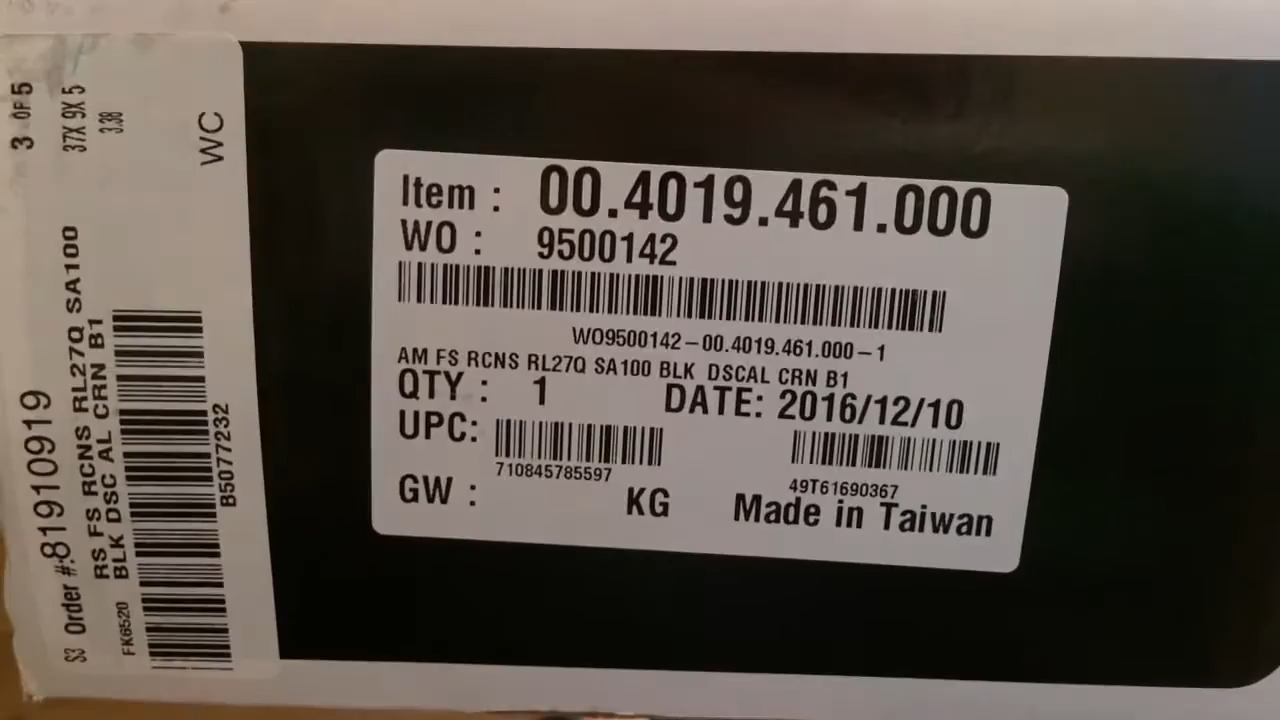 3 OF 5
37X 9X 5
3.38
WC
S3 Order #:81910919
RS FS RCNS RL27Q SA100
BLK DSC AL CRN B1
FK6520
B5077232
Item : 00.4019.461.000
WO : 9500142
WO9500142-00.4019.461.000-1
AM FS RCNS RL27Q SA100 BLK DSCAL CRN B1
QTY : 1 DATE: 2016/12/10
UPC:
710845785597
49T61690367
GW : KG Made in Taiwan